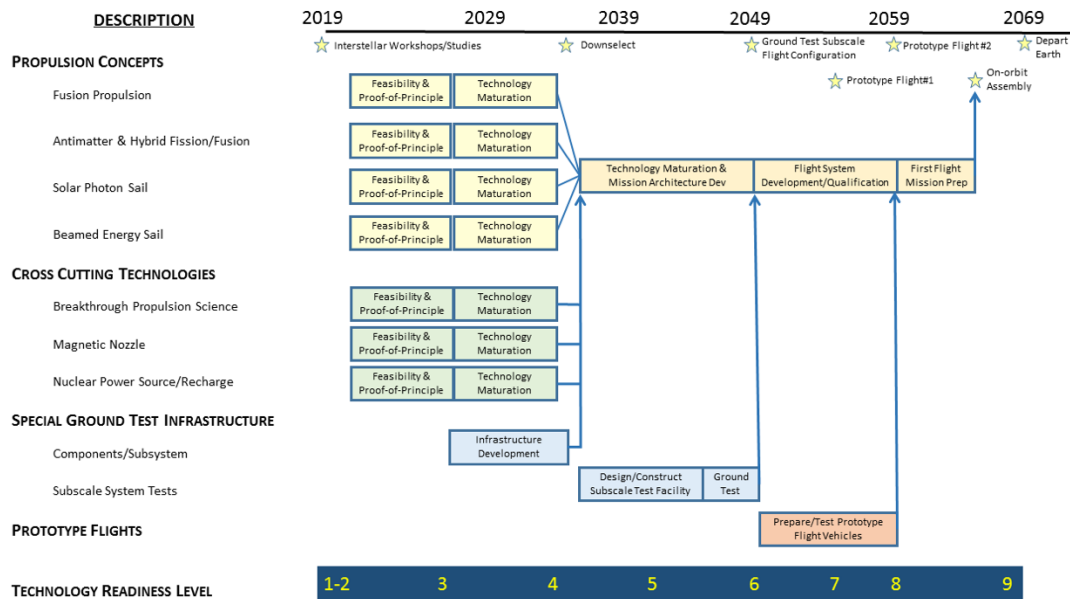 DESCRIPTION
2019 2029 2039 2049 2059 2069
Interstellar Workshops/Studies
Downselect
Ground Test Subscale
Flight Configuration
Prototype Flight #2
Depart
Earth
Prototype Flight#1
On-orbit
Assembly
PROPULSION CONCEPTS
Fusion Propulsion
Feasibility &
Proof-of-Principle
Technology
Maturation
Antimatter & Hybrid Fission/Fusion
Feasibility &
Proof-of-Principle
Technology
Maturation
Technology Maturation &
Mission Architecture Dev
Flight System
Development/Qualification
First Flight
Mission Prep
Solar Photon Sail
Feasibility &
Proof-of-Principle
Technology
Maturation
Beamed Energy Sail
Feasibility &
Proof-of-Principle
Technology
Maturation
CROSS CUTTING TECHNOLOGIES
Breakthrough Propulsion Science
Feasibility &
Proof-of-Principle
Technology
Maturation
Magnetic Nozzle
Feasibility &
Proof-of-Principle
Technology
Maturation
Nuclear Power Source/Recharge
Feasibility &
Proof-of-Principle
Technology
Maturation
SPECIAL GROUND TEST INFRASTRUCTURE
Components/Subsystem
Infrastructure
Development
Subscale System Tests
Design/Construct
Subscale Test Facility
Ground
Test
PROTOTYPE FLIGHTS
Prepare/Test Prototype
Flight Vehicles
TECHNOLOGY READINESS LEVEL
1-2 3 4 5 6 7 8 9